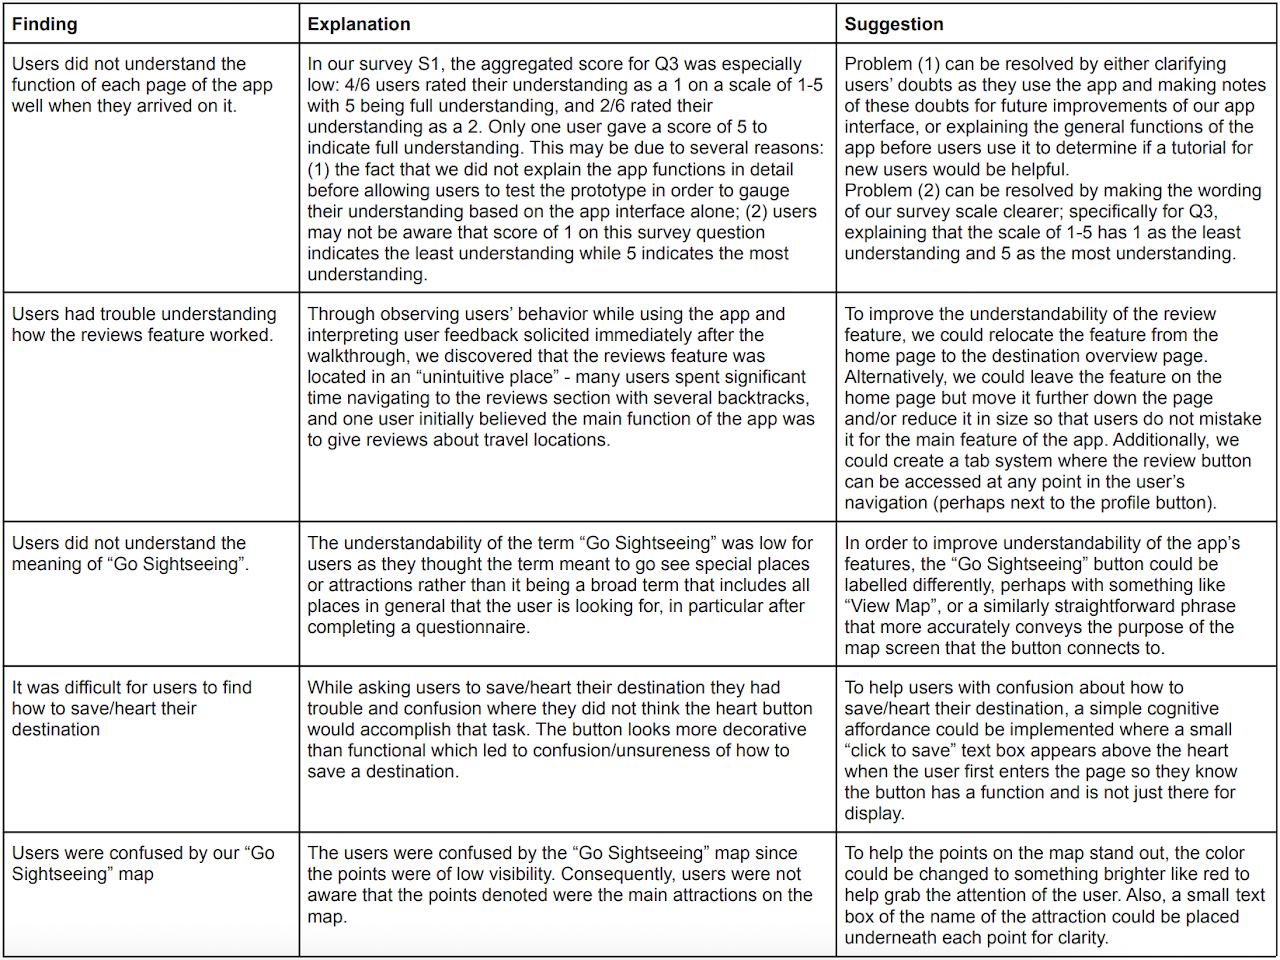 Finding
Explanation
Suggestion
Users did not understand the
function of each page of the app
well when they arrived on it.
In our survey S1, the aggregated score for Q3 was especially
low: 4/6 users rated their understanding as a 1 on a scale of 1-5
with 5 being full understanding, and 2/6 rated their
understanding as a 2. Only one user gave a score of 5 to
indicate full understanding. This may be due to several reasons:
(1) the fact that we did not explain the app functions in detail
before allowing users to test the prototype in order to gauge
their understanding based on the app interface alone; (2) users
may not be aware that score of 1 on this survey question
indicates the least understanding while 5 indicates the most
understanding.
Problem (1) can be resolved by either clarifying
users’ doubts as they use the app and making notes
of these doubts for future improvements of our app
interface, or explaining the general functions of the
app before users use it to determine if a tutorial for
new users would be helpful.
Problem (2) can be resolved by making the wording
of our survey scale clearer; specifically for Q3,
explaining that the scale of 1-5 has 1 as the least
understanding and 5 as the most understanding.
Users had trouble understanding
how the reviews feature worked.
Through observing users’ behavior while using the app and
interpreting user feedback solicited immediately after the
walkthrough, we discovered that the reviews feature was
located in an “unintuitive place” - many users spent significant
time navigating to the reviews section with several backtracks,
and one user initially believed the main function of the app was
to give reviews about travel locations.
To improve the understandability of the review
feature, we could relocate the feature from the
home page to the destination overview page.
Alternatively, we could leave the feature on the
home page but move it further down the page
and/or reduce it in size so that users do not mistake
it for the main feature of the app. Additionally, we
could create a tab system where the review button
can be accessed at any point in the user’s
navigation (perhaps next to the profile button).
Users did not understand the
meaning of “Go Sightseeing”.
The understandability of the term “Go Sightseeing” was low for
users as they thought the term meant to go see special places
or attractions rather than it being a broad term that includes all
places in general that the user is looking for, in particular after
completing a questionnaire.
In order to improve understandability of the app’s
features, the “Go Sightseeing” button could be
labelled differently, perhaps with something like
“View Map”, or a similarly straightforward phrase
that more accurately conveys the purpose of the
map screen that the button connects to.
It was difficult for users to find
how to save/heart their
destination
While asking users to save/heart their destination they had
trouble and confusion where they did not think the heart button
would accomplish that task. The button looks more decorative
than functional which led to confusion/unsureness of how to
save a destination.
To help users with confusion about how to
save/heart their destination, a simple cognitive
affordance could be implemented where a small
“click to save” text box appears above the heart
when the user first enters the page so they know
the button has a function and is not just there for
display.
Users were confused by our “Go
Sightseeing” map
The users were confused by the “Go Sightseeing” map since
the points were of low visibility. Consequently, users were not
aware that the points denoted were the main attractions on the
map.
To help the points on the map stand out, the color
could be changed to something brighter like red to
help grab the attention of the user. Also, a small text
box of the name of the attraction could be placed
underneath each point for clarity.